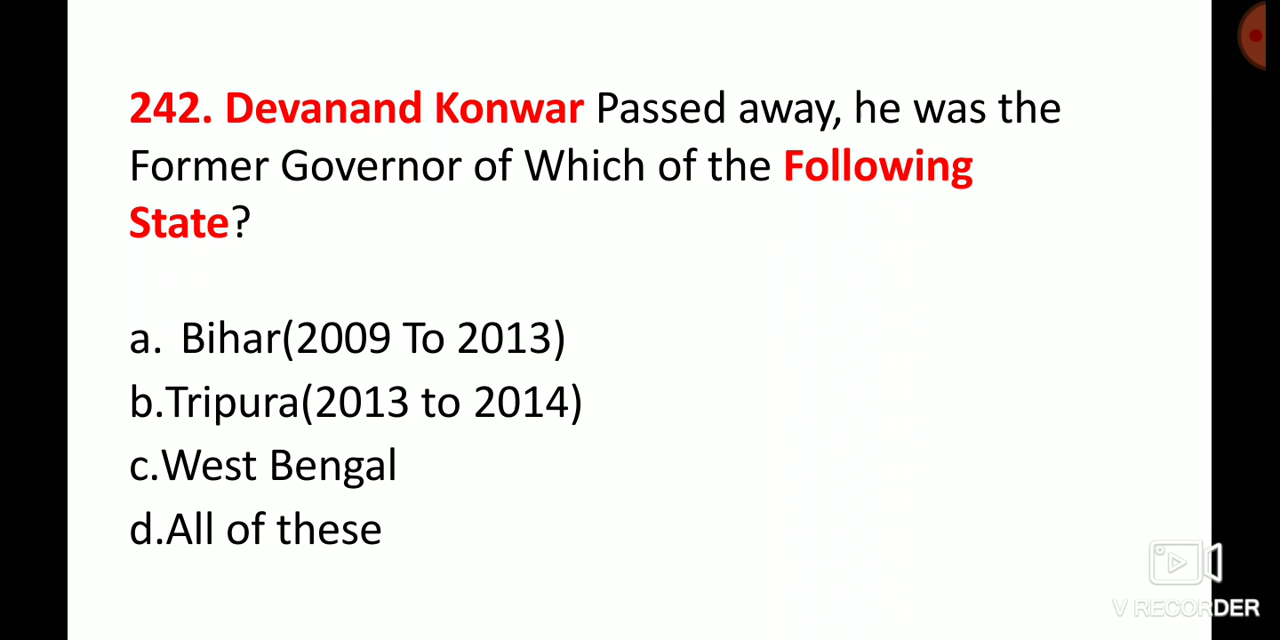 242. Devanand Konwar Passed away, he was the
Former Governor of Which of the Following
State?
a. Bihar(2009 To 2013)
b.Tripura(2013 to 2014)
c.West Bengal
d.All of these
V RECORDER